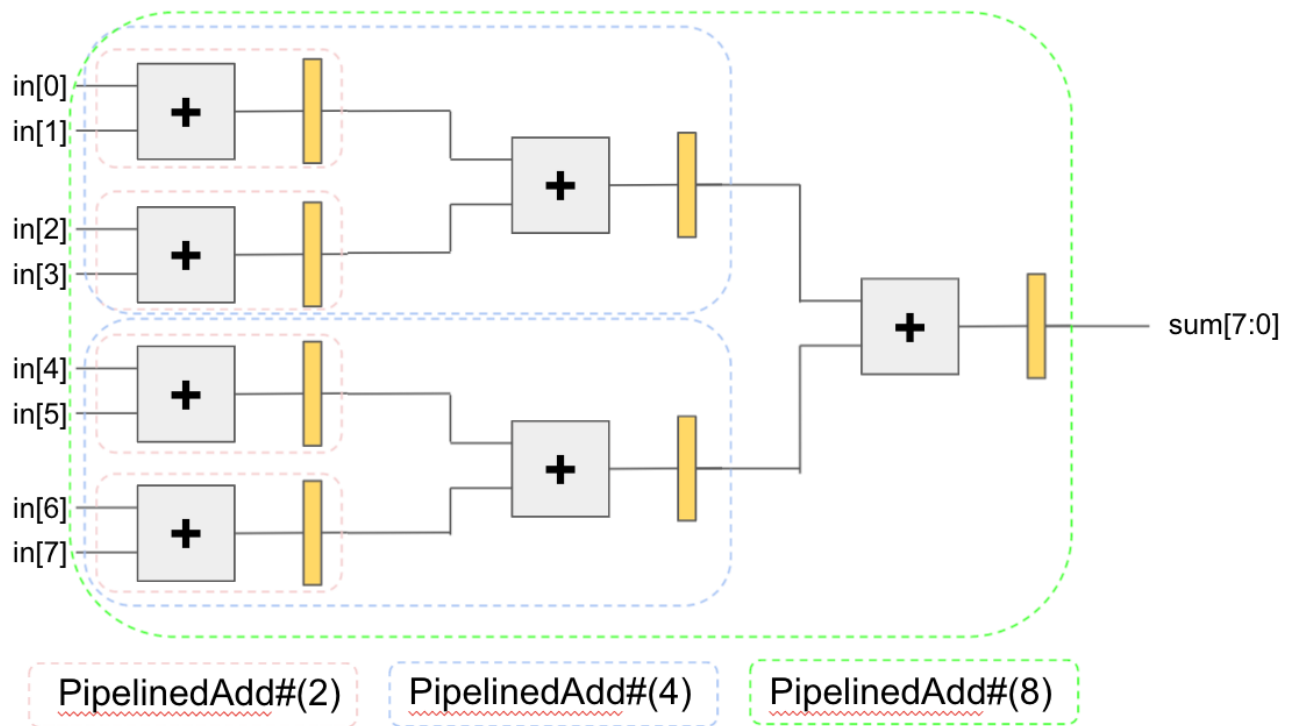 in[0]
in[1]
+
+
in[2]
in[3]
+
+
sum[7:0]
in[4]
in[5]
+
+
in[6]
in[7]
+
PipelinedAdd#(2)
PipelinedAdd#(4)
PipelinedAdd#(8)